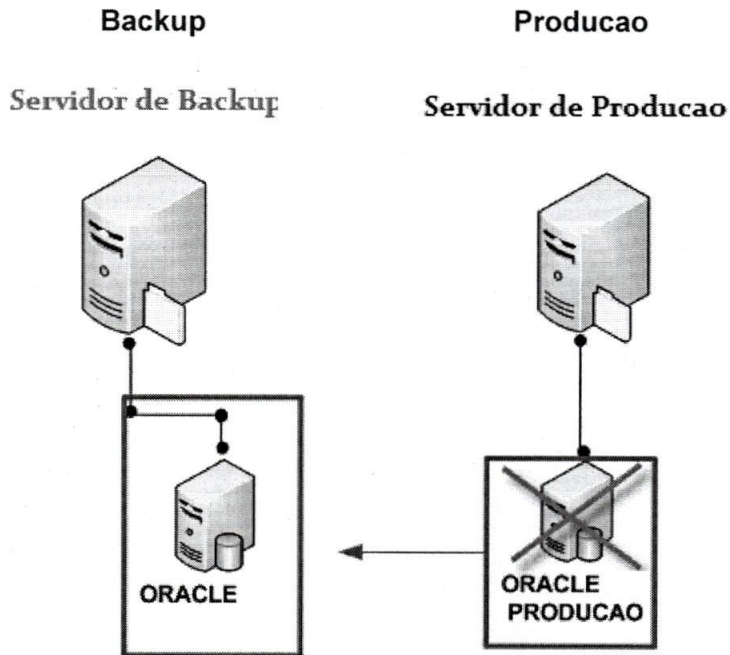 Backup
Producao
Servidor de Backup
Servidor de Producao
ORACLE
ORACLE
PRODUCAO